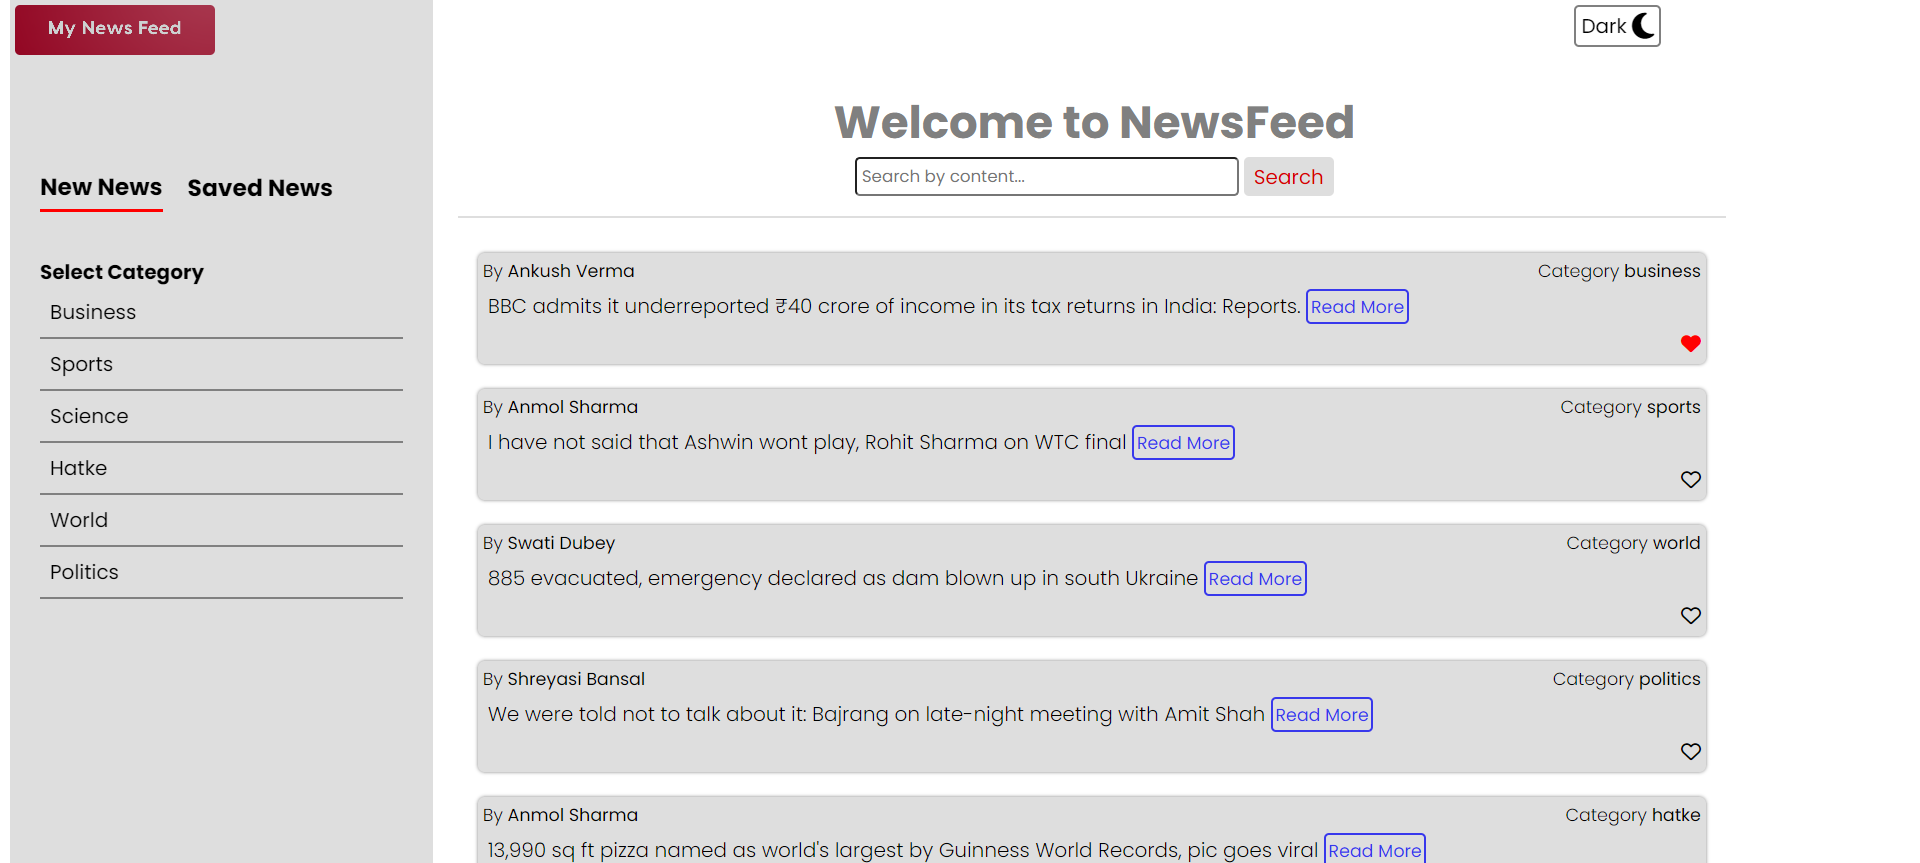 My News Feed
Dark
Welcome to NewsFeed
Search by content...
Search
New News
Saved News
Select Category
Business
Sports
Science
Hatke
World
Politics
By Ankush Verma
Category business
BBC admits it underreported ₹40 crore of income in its tax returns in India: Reports. Read More
By Anmol Sharma
Category sports
I have not said that Ashwin wont play, Rohit Sharma on WTC final Read More
By Swati Dubey
Category world
885 evacuated, emergency declared as dam blown up in south Ukraine Read More
By Shreyasi Bansal
Category politics
We were told not to talk about it: Bajrang on late-night meeting with Amit Shah Read More
By Anmol Sharma
Category hatke
13,990 sq ft pizza named as world's largest by Guinness World Records, pic goes viral Read More